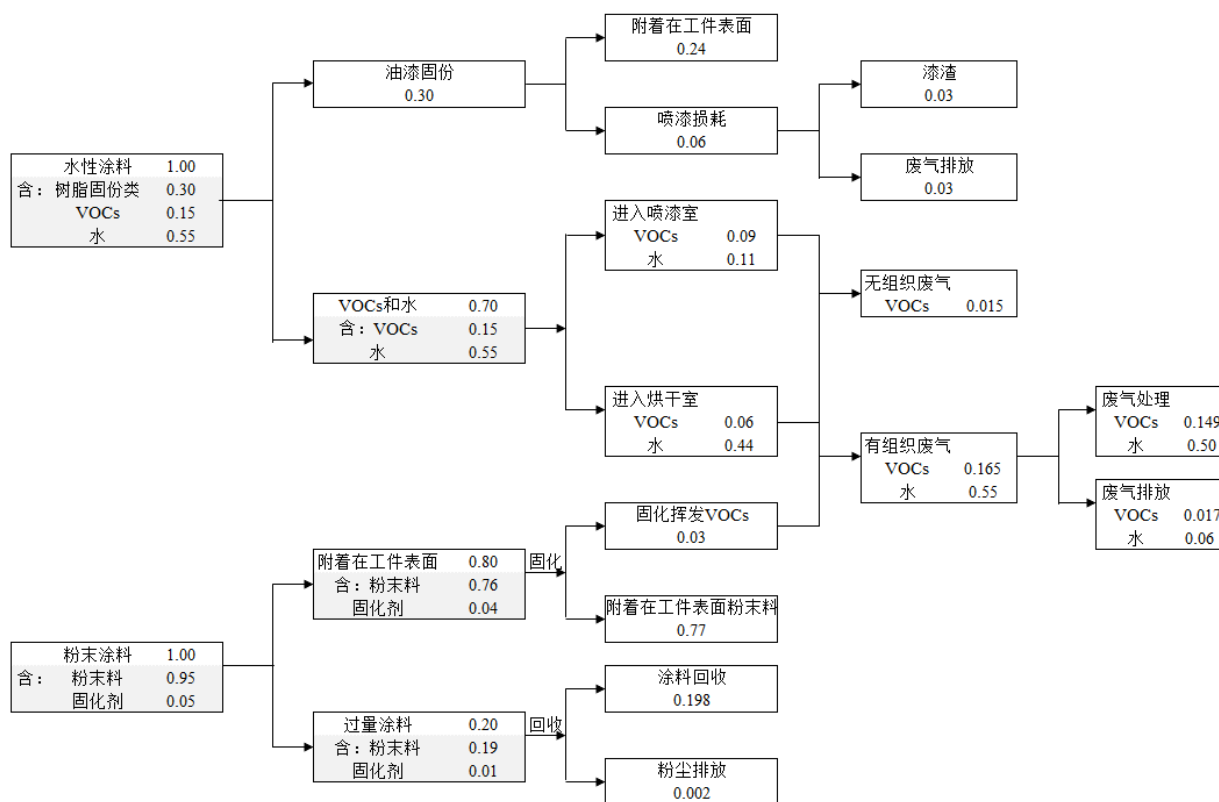 水性涂料 1.00
含：树脂固份类 0.30
VOCs 0.15
水 0.55
油漆固份
0.30
附着在工件表面
0.24
喷漆损耗
0.06
漆渣
0.03
废气排放
0.03
VOCs和水 0.70
含：VOCs 0.15
水 0.55
进入喷漆室
VOCs 0.09
水 0.11
进入烘干室
VOCs 0.06
水 0.44
无组织废气
VOCs 0.015
有组织废气
VOCs 0.165
水 0.55
废气处理
VOCs 0.149
水 0.50
废气排放
VOCs 0.017
水 0.06
粉末涂料 1.00
含： 粉末料 0.95
固化剂 0.05
附着在工件表面 0.80
含：粉末料 0.76
固化剂 0.04
固化
固化挥发VOCs
0.03
附着在工件表面粉末料
0.77
过量涂料 0.20
含：粉末料 0.19
固化剂 0.01
回收
涂料回收
0.198
粉尘排放
0.002